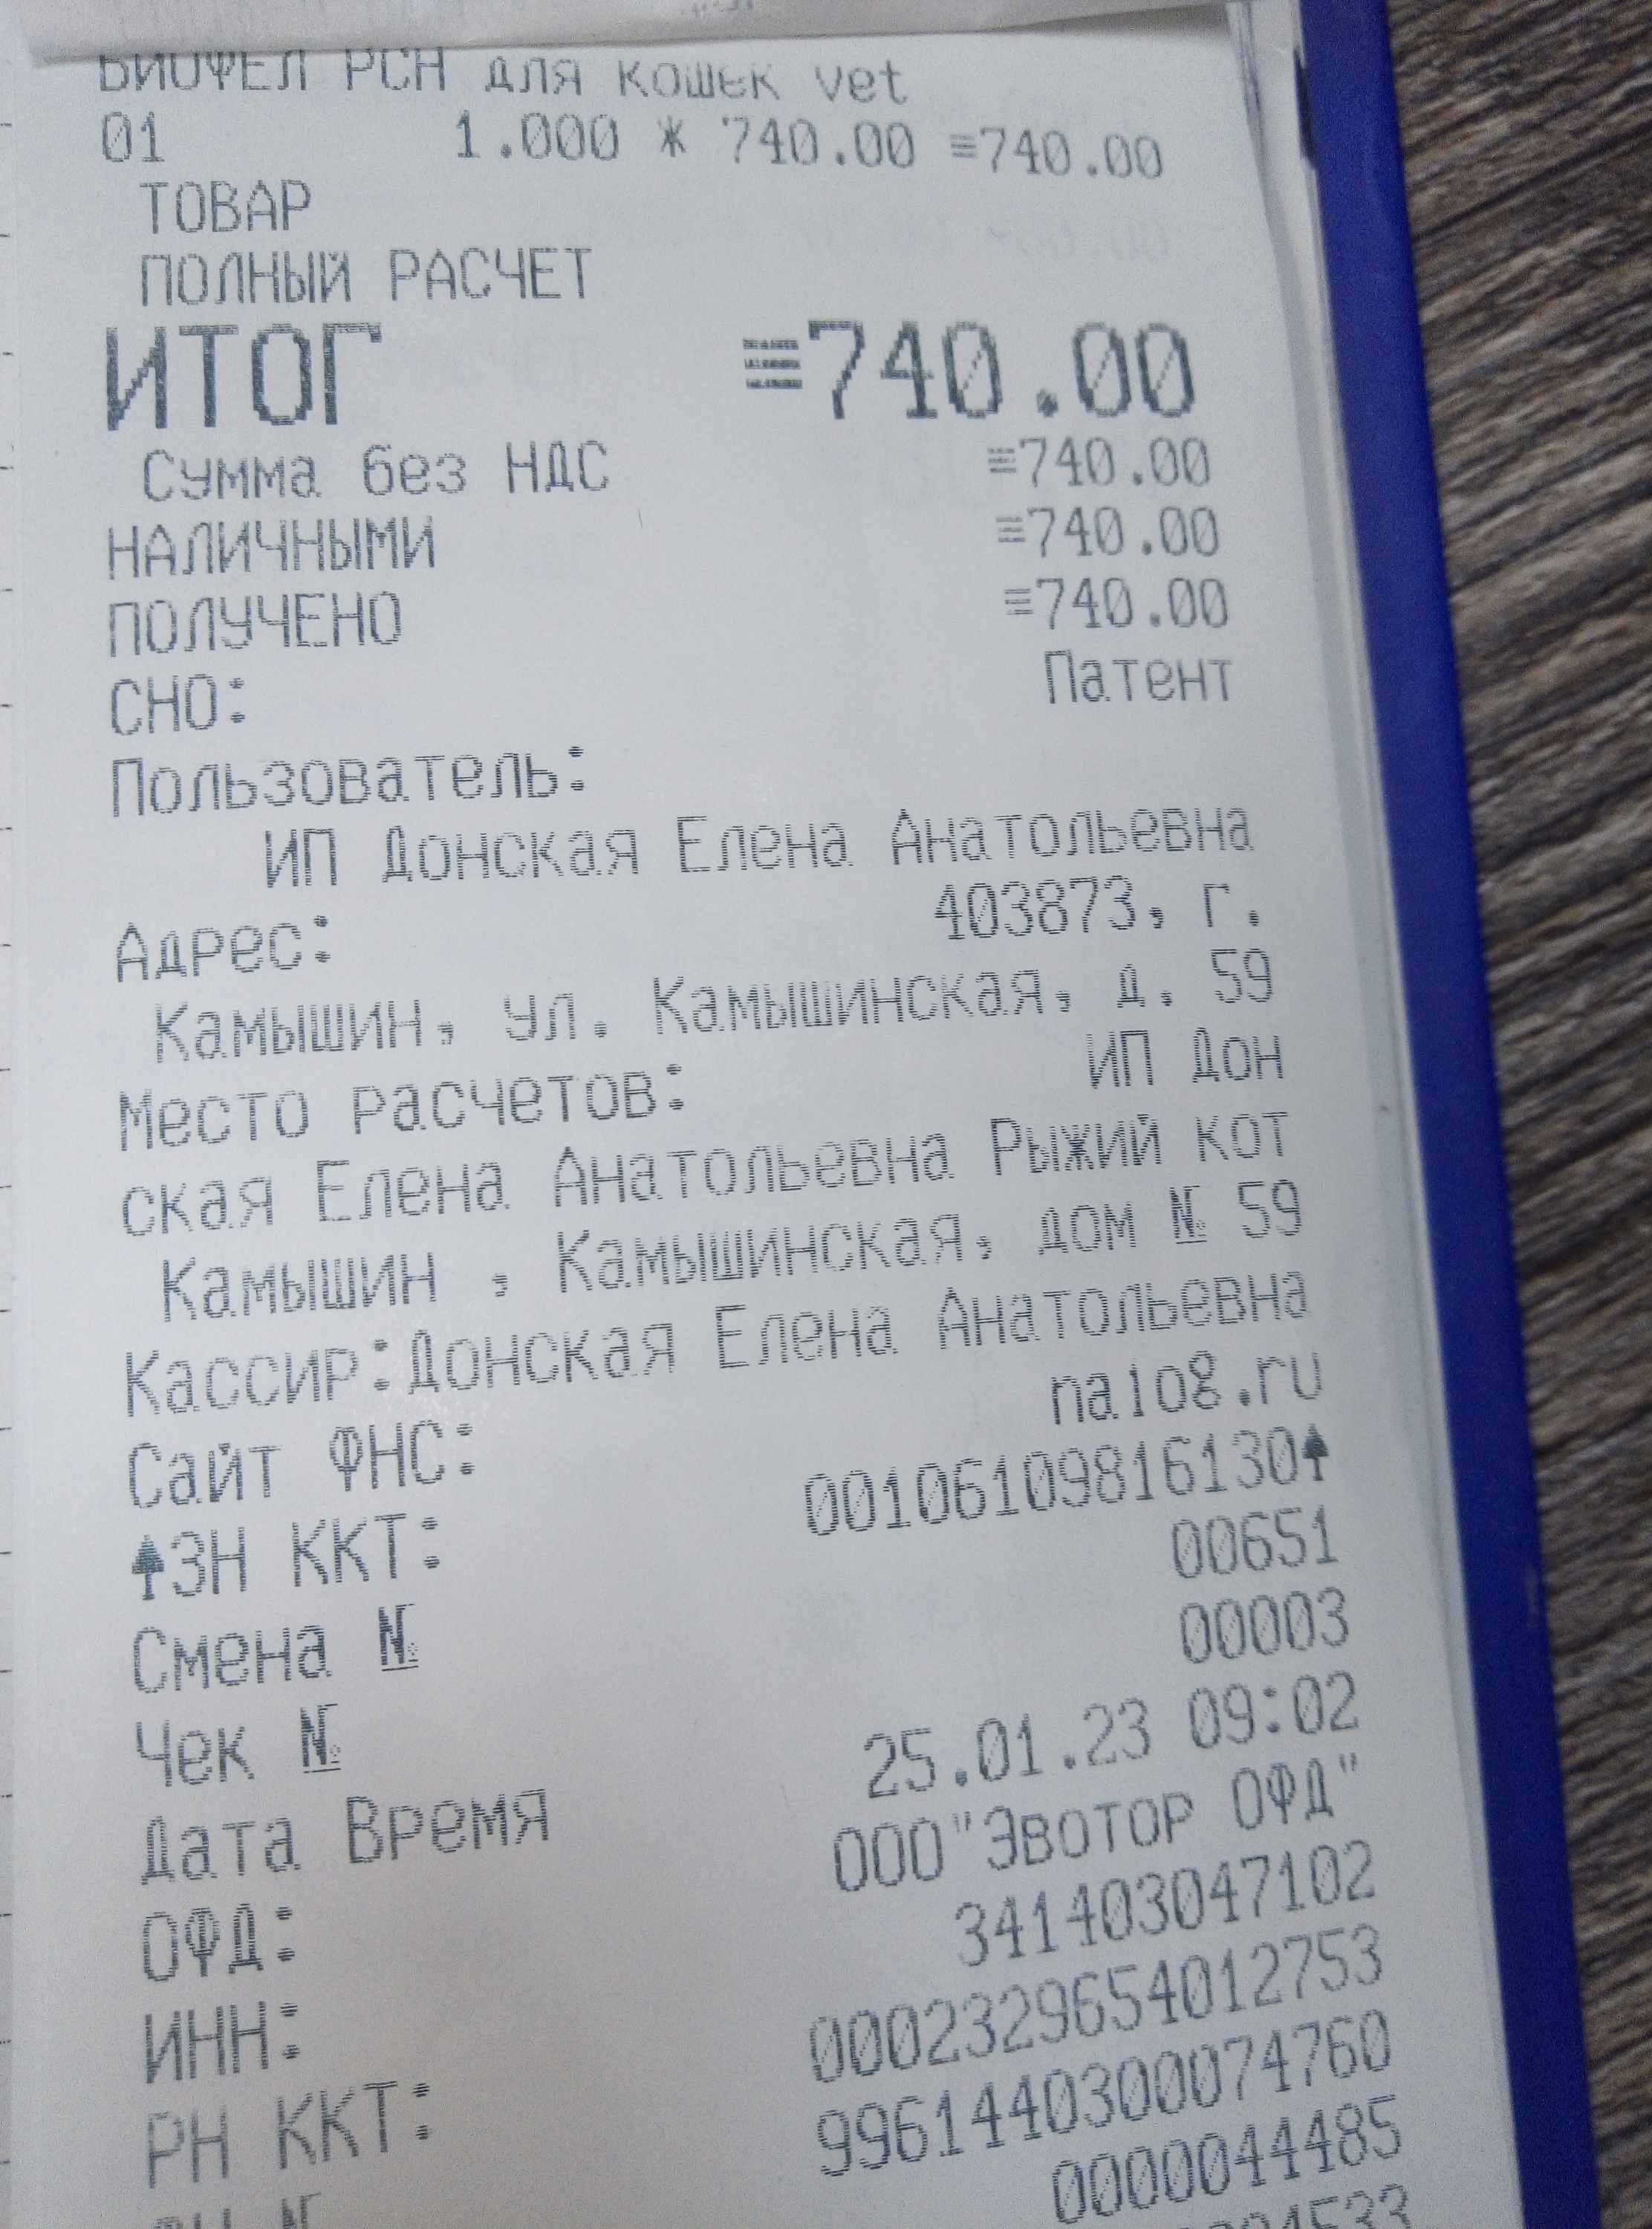 БИОФЕЛ РСН для кошек vet
01 1.000 * 740.00 ≡740.00
ТОВАР
ПОЛНЫЙ РАСЧЕТ
ИТОГ ≡740.00
Сумма без НДС ≡740.00
НАЛИЧНЫМИ ≡740.00
ПОЛУЧЕНО ≡740.00
СНО: Патент
Пользователь:
ИП Донская Елена Анатольевна
Адрес: 403873, г.
Камышин, ул. Камышинская, д. 59
Место расчетов: ИП Дон
ская Елена Анатольевна Рыжий кот
Камышин , Камышинская, дом № 59
Кассир:Донская Елена Анатольевна
Сайт ФНС: nalog.ru
ЗН ККТ: 00106109816130
Смена № 00651
Чек № 00003
Дата Время 25.01.23 09:02
ОФД: ООО"Эвотор ОФД"
ИНН: 341403047102
РН ККТ: 0002329654012753
9961440300074760
0000044485